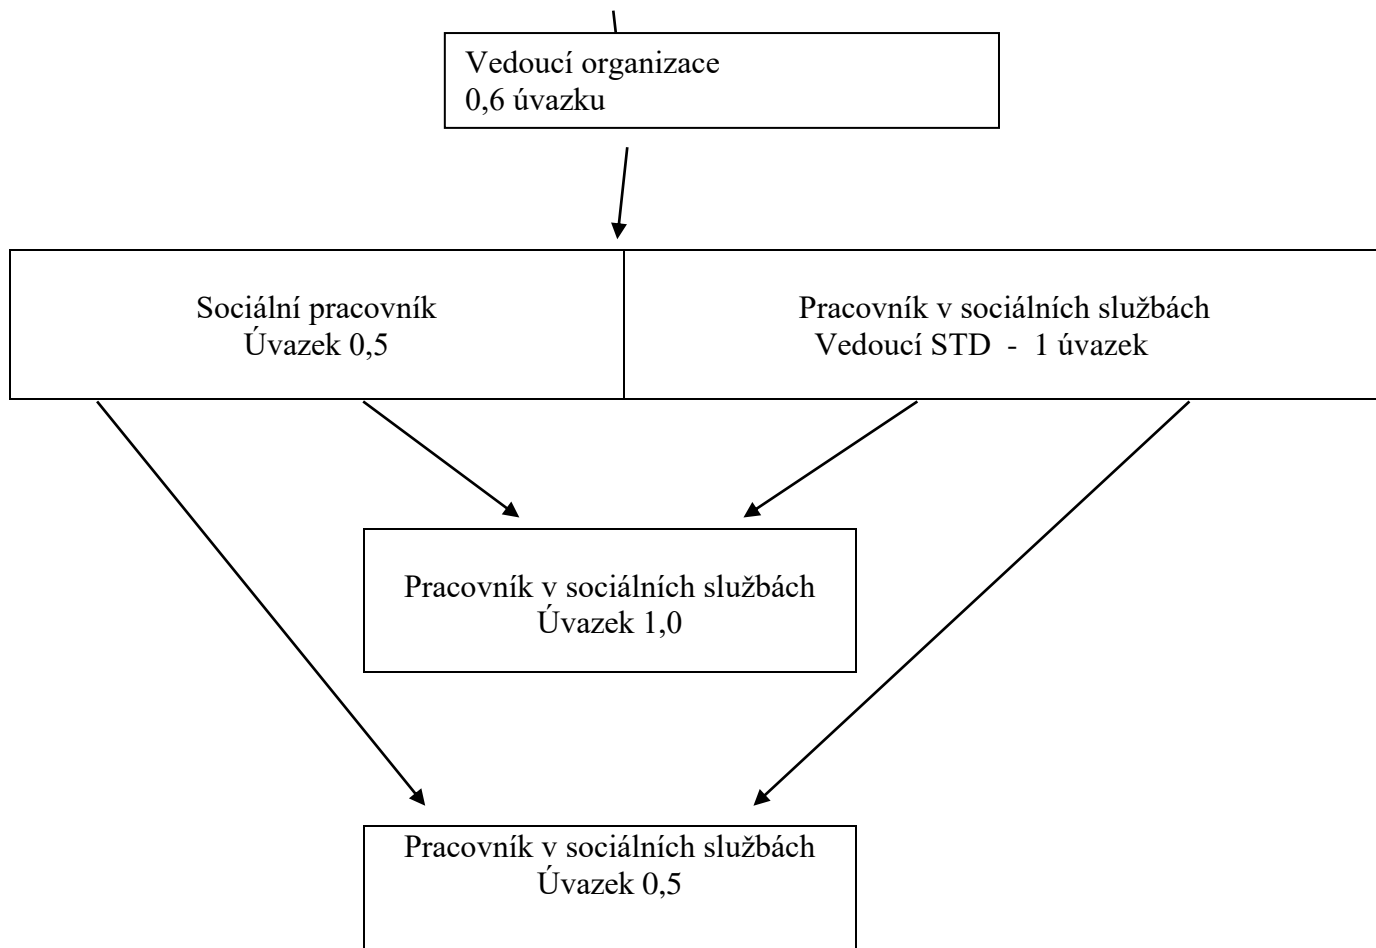 Vedoucí organizace
0,6 úvazku
Sociální pracovník
Úvazek 0,5
Pracovník v sociálních službách
Vedoucí STD - 1 úvazek
Pracovník v sociálních službách
Úvazek 1,0
Pracovník v sociálních službách
Úvazek 0,5